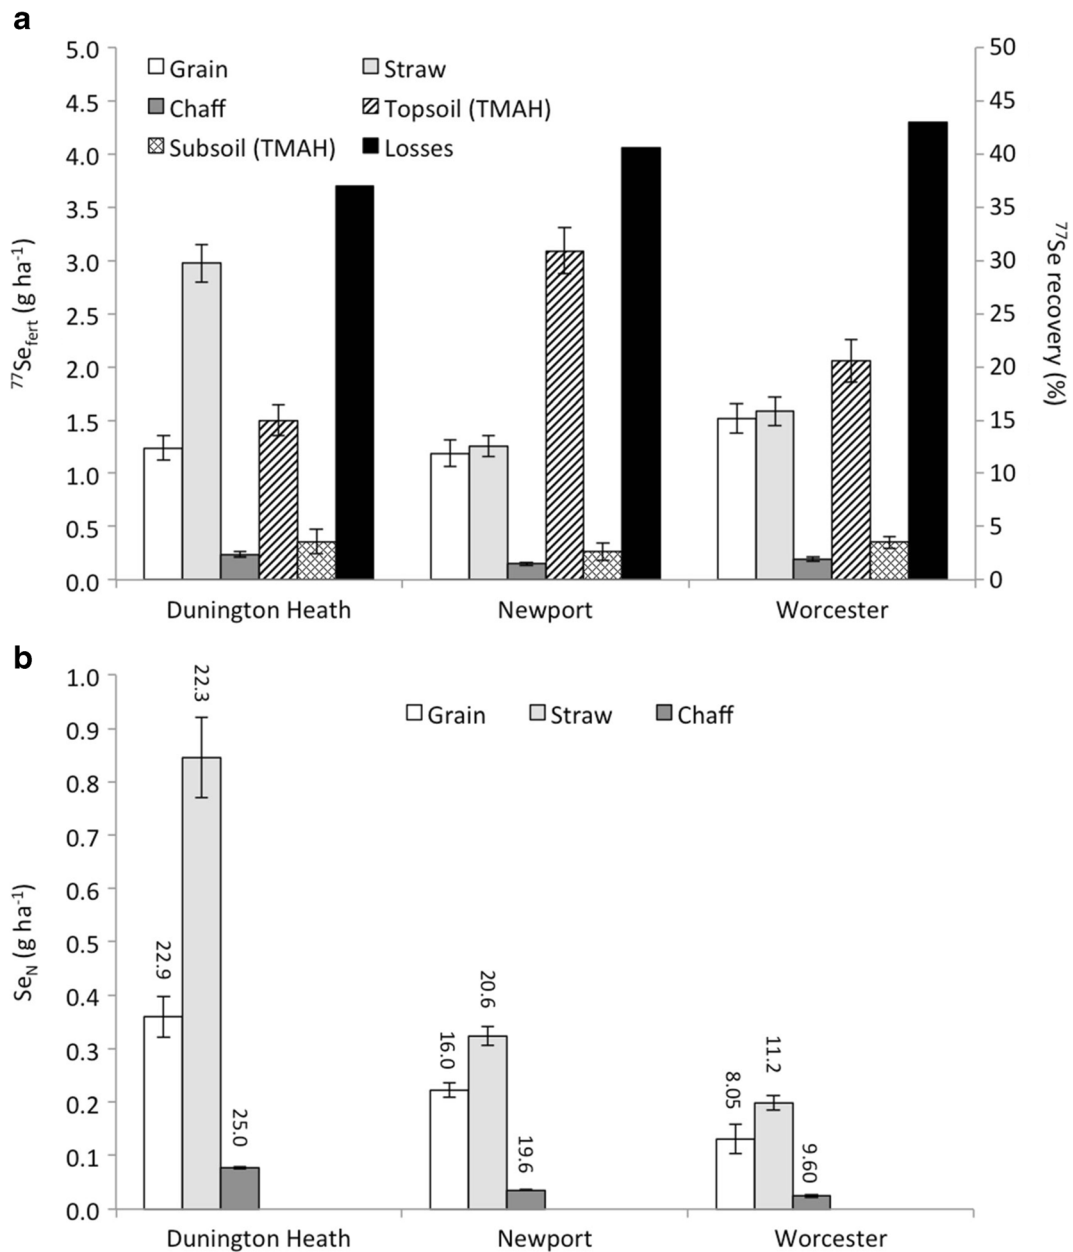 a
5.0
4.5
4.0
3.5
3.0
2.5
2.0
1.5
1.0
0.5
0.0
77Sefert (g ha-1)
Grain
Straw
Chaff
Topsoil (TMAH)
Subsoil (TMAH)
Losses
50
45
40
35
30
25
20
15
10
5
0
77Se recovery (%)
Dunington Heath
Newport
Worcester
b
1.0
0.9
0.8
0.7
0.6
0.5
0.4
0.3
0.2
0.1
0.0
SeN (g ha-1)
Grain
Straw
Chaff
22.9
22.3
25.0
16.0
20.6
19.6
8.05
11.2
9.60
Dunington Heath
Newport
Worcester